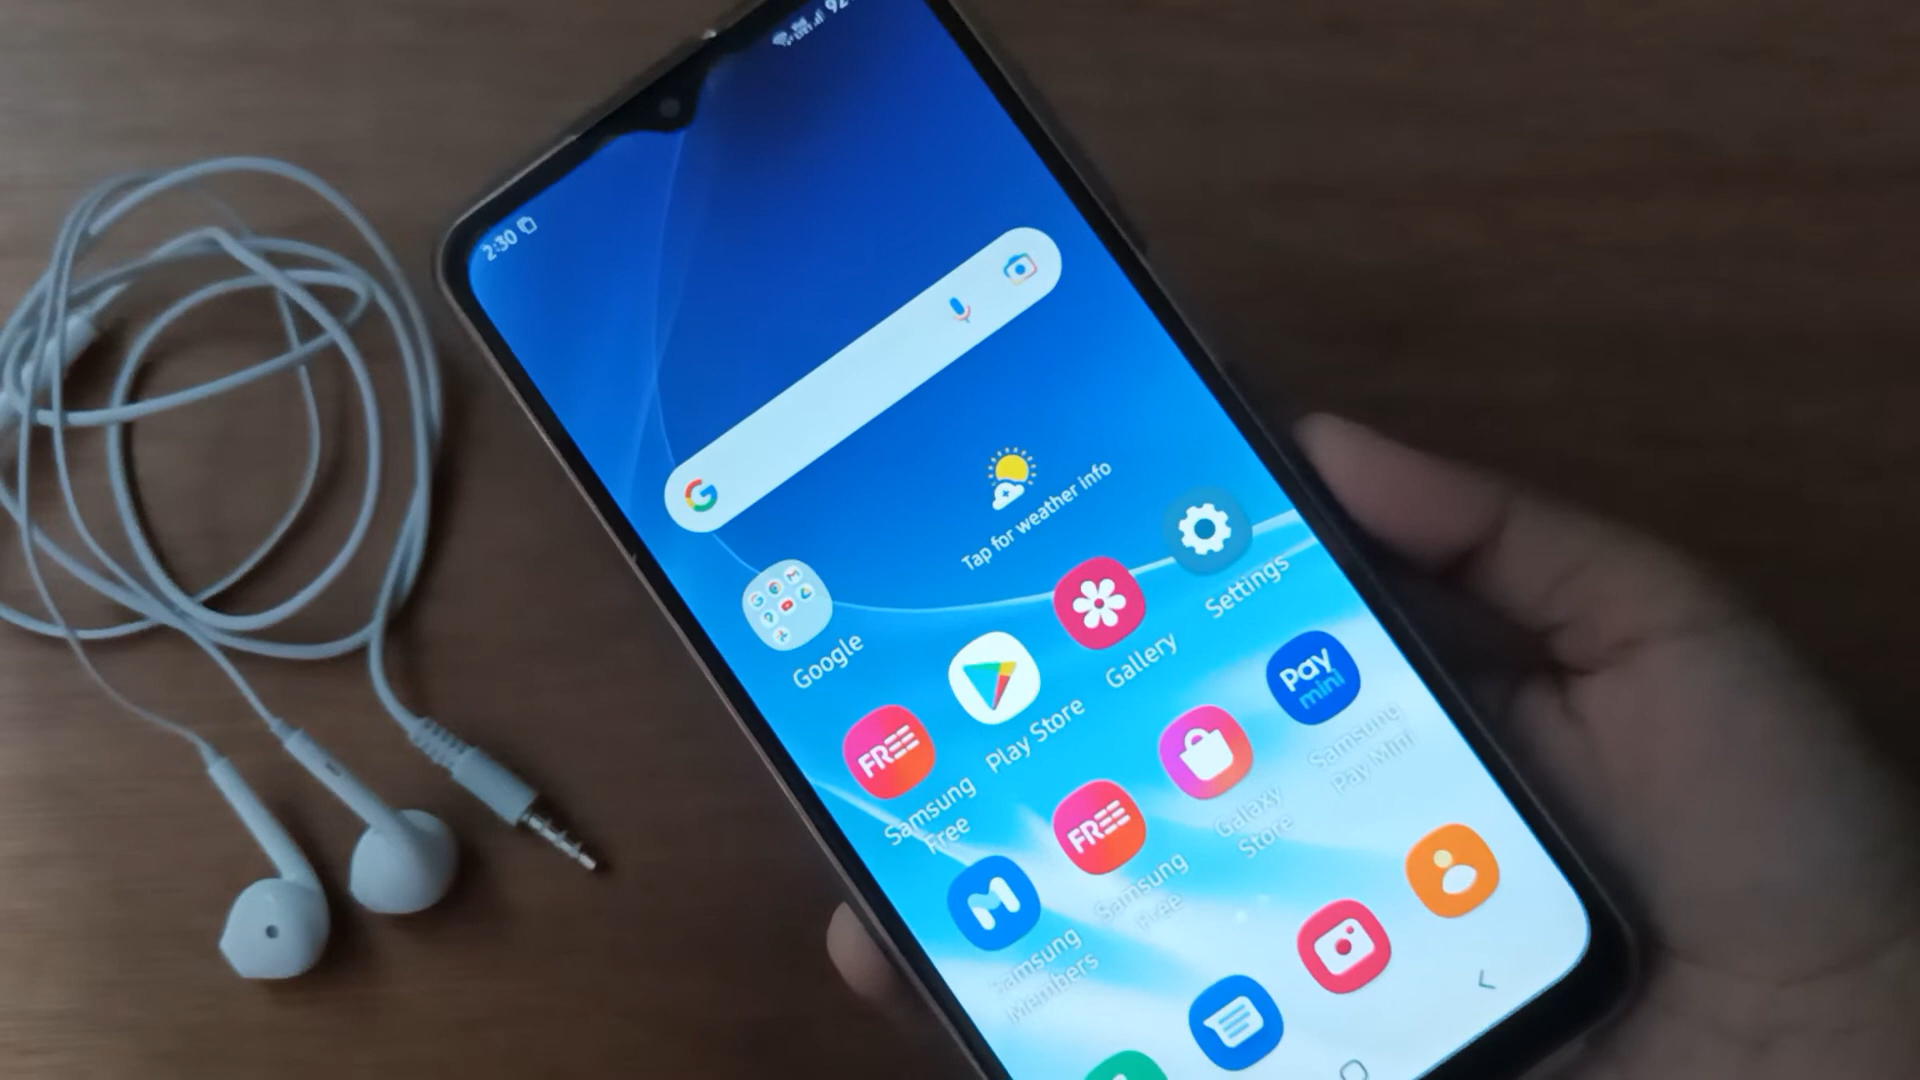 2:30
92
G
Tap for weather info
Google
Play Store
Gallery
Settings
FREE
Samsung
Free
Samsung
Members
FREE
Samsung
Free
Galaxy
Store
pay
mini
Samsung
Pay Mini